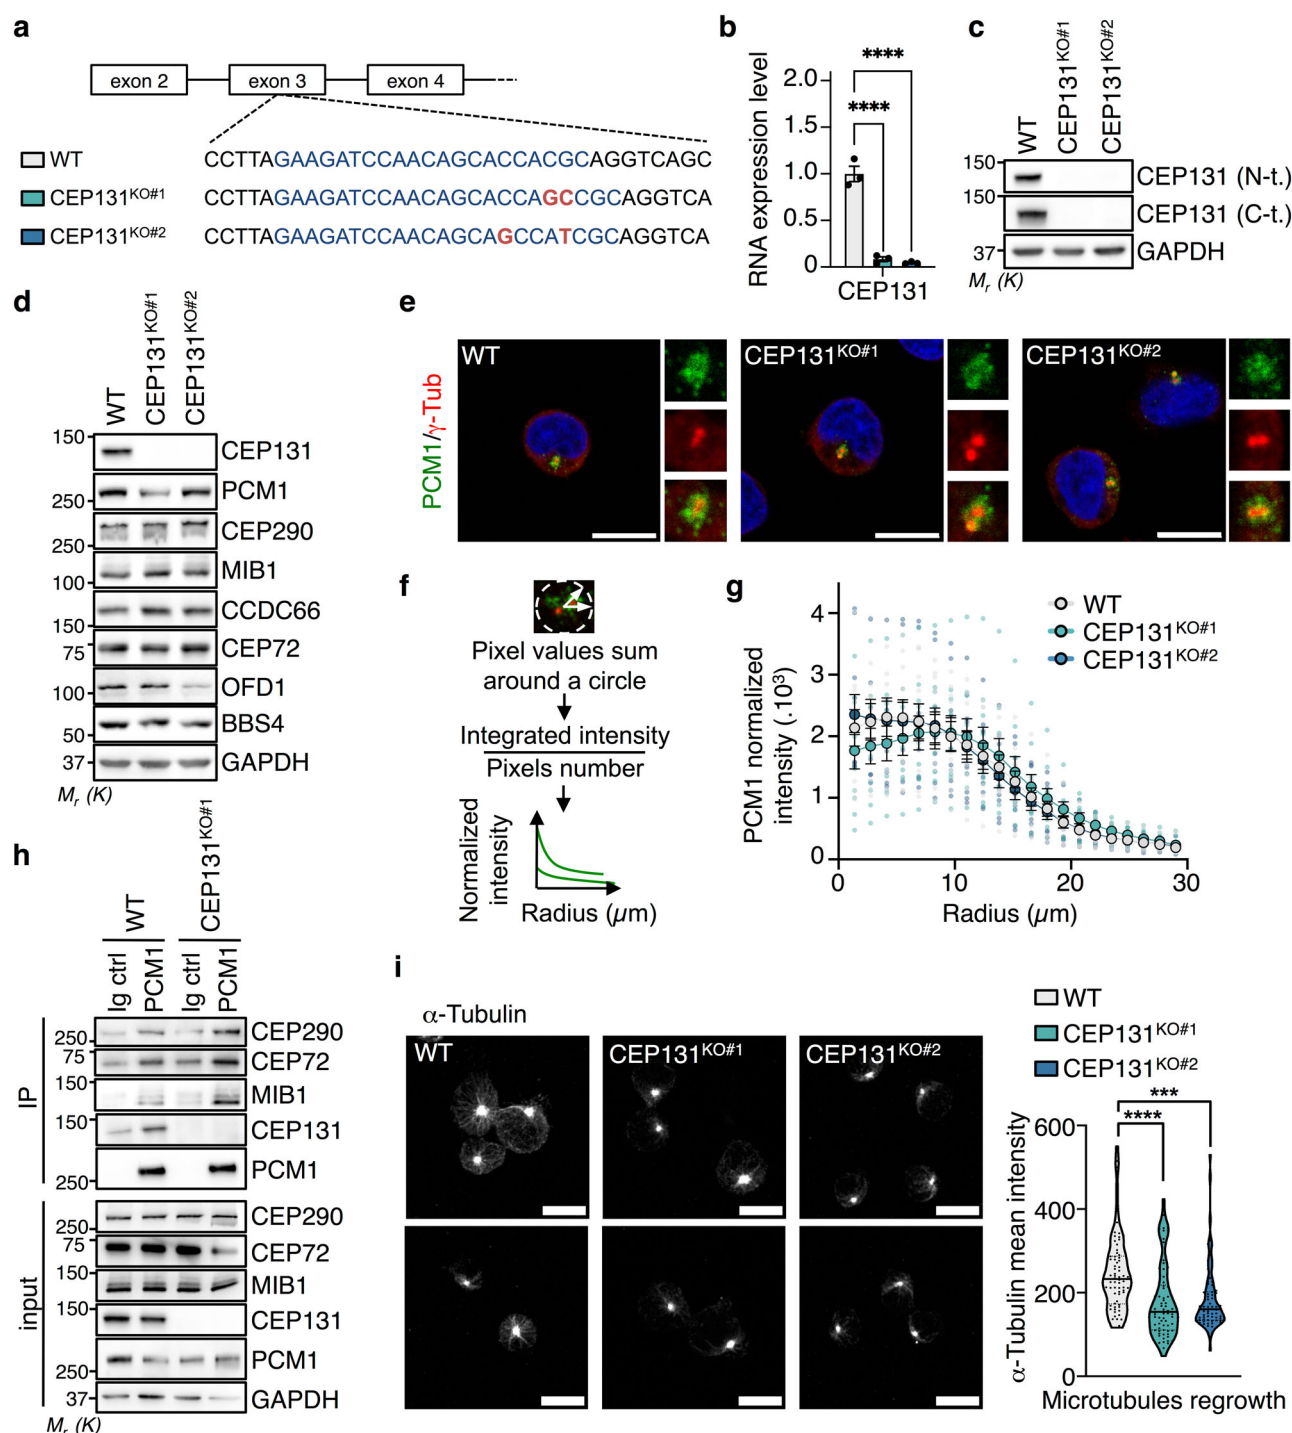 a
exon 2
exon 3
exon 4
WT
CCTTAGAAGATCCAACAGCACCACGCAGGTCAGC
CEP131KO#1
CCTTAGAAGATCCAACAGCACCAGCCGCAGGTCA
CEP131KO#2
CCTTAGAAGATCCAACAGCAGCCATCGCAGGTCA
b
RNA expression level
2.0
1.5
1.0
0.5
0
****
****
CEP131
c
WT
CEP131KO#1
CEP131KO#2
150
CEP131 (N-t.)
150
150
CEP131 (C-t.)
37
GAPDH
Mr (K)
d
WT
CEP131KO#1
CEP131KO#2
150
CEP131
250
PCM1
250
CEP290
100
MIB1
150
CCDC66
75
CEP72
100
OFD1
50
BBS4
37
GAPDH
Mr (K)
e
PCM1/γ-Tub
WT
CEP131KO#1
CEP131KO#2
f
Pixel values sum
around a circle
Integrated intensity
Pixels number
Normalized
intensity
Radius (µm)
g
PCM1 normalized
intensity (.10³)
4
3
2
1
0
0
10
20
30
Radius (µm)
WT
CEP131KO#1
CEP131KO#2
h
WT
CEP131KO#1
Ig ctrl
PCM1
Ig ctrl
PCM1
IP
250
CEP290
75
CEP72
150
MIB1
150
CEP131
250
PCM1
input
250
CEP290
75
CEP72
150
MIB1
150
CEP131
250
PCM1
37
GAPDH
Mr (K)
i
α-Tubulin
WT
CEP131KO#1
CEP131KO#2
WT
CEP131KO#1
CEP131KO#2
α-Tubulin mean intensity
600
400
200
0
***
****
Microtubules regrowth